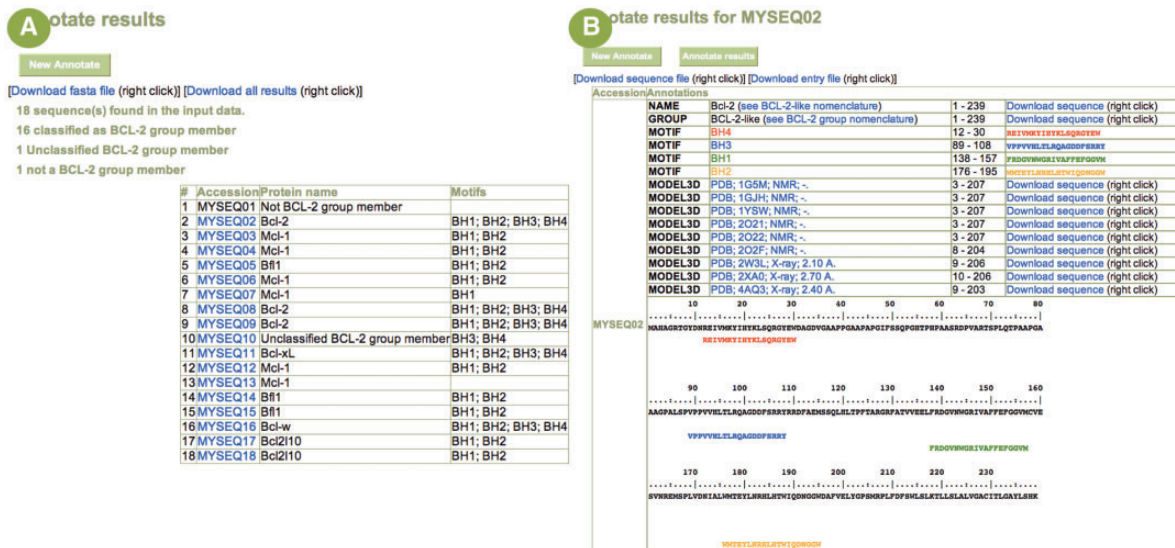 A
otate results
New Annotate
[Download fasta file (right click)] [Download all results (right click)]
18 sequence(s) found in the input data.
16 classified as BCL-2 group member
1 Unclassified BCL-2 group member
1 not a BCL-2 group member
# Accession Protein name Motifs
1 MYSEQ01 Not BCL-2 group member
2 MYSEQ02 Bcl-2 BH1; BH2; BH3; BH4
3 MYSEQ03 Mcl-1 BH1; BH2
4 MYSEQ04 Mcl-1 BH1; BH2
5 MYSEQ05 Bfl1 BH1; BH2
6 MYSEQ06 Mcl-1 BH1; BH2
7 MYSEQ07 Mcl-1 BH1
8 MYSEQ08 Bcl-2 BH1; BH2; BH3; BH4
9 MYSEQ09 Bcl-2 BH1; BH2; BH3; BH4
10 MYSEQ10 Unclassified BCL-2 group member BH3; BH4
11 MYSEQ11 Bcl-xL BH1; BH2; BH3; BH4
12 MYSEQ12 Mcl-1 BH1; BH2
13 MYSEQ13 Mcl-1
14 MYSEQ14 Bfl1 BH1; BH2
15 MYSEQ15 Bfl1 BH1; BH2
16 MYSEQ16 Bcl-w BH1; BH2; BH3; BH4
17 MYSEQ17 Bcl2l10 BH1; BH2
18 MYSEQ18 Bcl2l10 BH1; BH2
B
otate results for MYSEQ02
New Annotate Annotate results
[Download sequence file (right click)] [Download entry file (right click)]
Accession Annotations
NAME Bcl-2 (see BCL-2-like nomenclature) 1 - 239 Download sequence (right click)
GROUP BCL-2-like (see BCL-2 group nomenclature) 1 - 239 Download sequence (right click)
MOTIF BH4 12 - 30 REIVMKYIHYKLSQRGYEW
MOTIF BH3 89 - 108 VPPVVHLTLRQAGDDFSRRY
MOTIF BH1 138 - 157 FRDGVNWGRIVAFFEFGGVM
MOTIF BH2 176 - 195 WMTEYLNRHLHTWIQDNGGW
MODEL3D PDB; 1G5M; NMR; -. 3 - 207 Download sequence (right click)
MODEL3D PDB; 1GJH; NMR; -. 3 - 207 Download sequence (right click)
MODEL3D PDB; 1YSW; NMR; -. 3 - 207 Download sequence (right click)
MODEL3D PDB; 2O21; NMR; -. 3 - 207 Download sequence (right click)
MODEL3D PDB; 2O22; NMR; -. 3 - 207 Download sequence (right click)
MODEL3D PDB; 2O2F; NMR; -. 8 - 204 Download sequence (right click)
MODEL3D PDB; 2W3L; X-ray; 2.10 A. 9 - 206 Download sequence (right click)
MODEL3D PDB; 2XA0; X-ray; 2.70 A. 10 - 206 Download sequence (right click)
MODEL3D PDB; 4AQ3; X-ray; 2.40 A. 9 - 203 Download sequence (right click)
10 20 30 40 50 60 70 80
MYSEQ02 MAHAGRTGYDNREIVMKYIHYKLSQRGYEWDAGDVGAAPPGAAPAPGIFSSQPGHTPHPAASRDPVARTSPLQTPAAPGA
REIVMKYIHYKLSQRGYEW
90 100 110 120 130 140 150 160
AAGPALSPVPPVVHLTLRQAGDDFSRRYRRDFAEMSSQLHLTPFTARGRFATVVEELFRDGVNWGRIVAFFEFGGVMCVE
VPPVVHLTLRQAGDDFSRRY
FRDGVNWGRIVAFFEFGGVM
170 180 190 200 210 220 230
SVNREMSPLVDNIALWMTEYLNRHLHTWIQDNGGWDAFVELYGPSMRPLFDFSWLSLKTLLSLALVGACITLGAYLSHK
WMTEYLNRHLHTWIQDNGGW